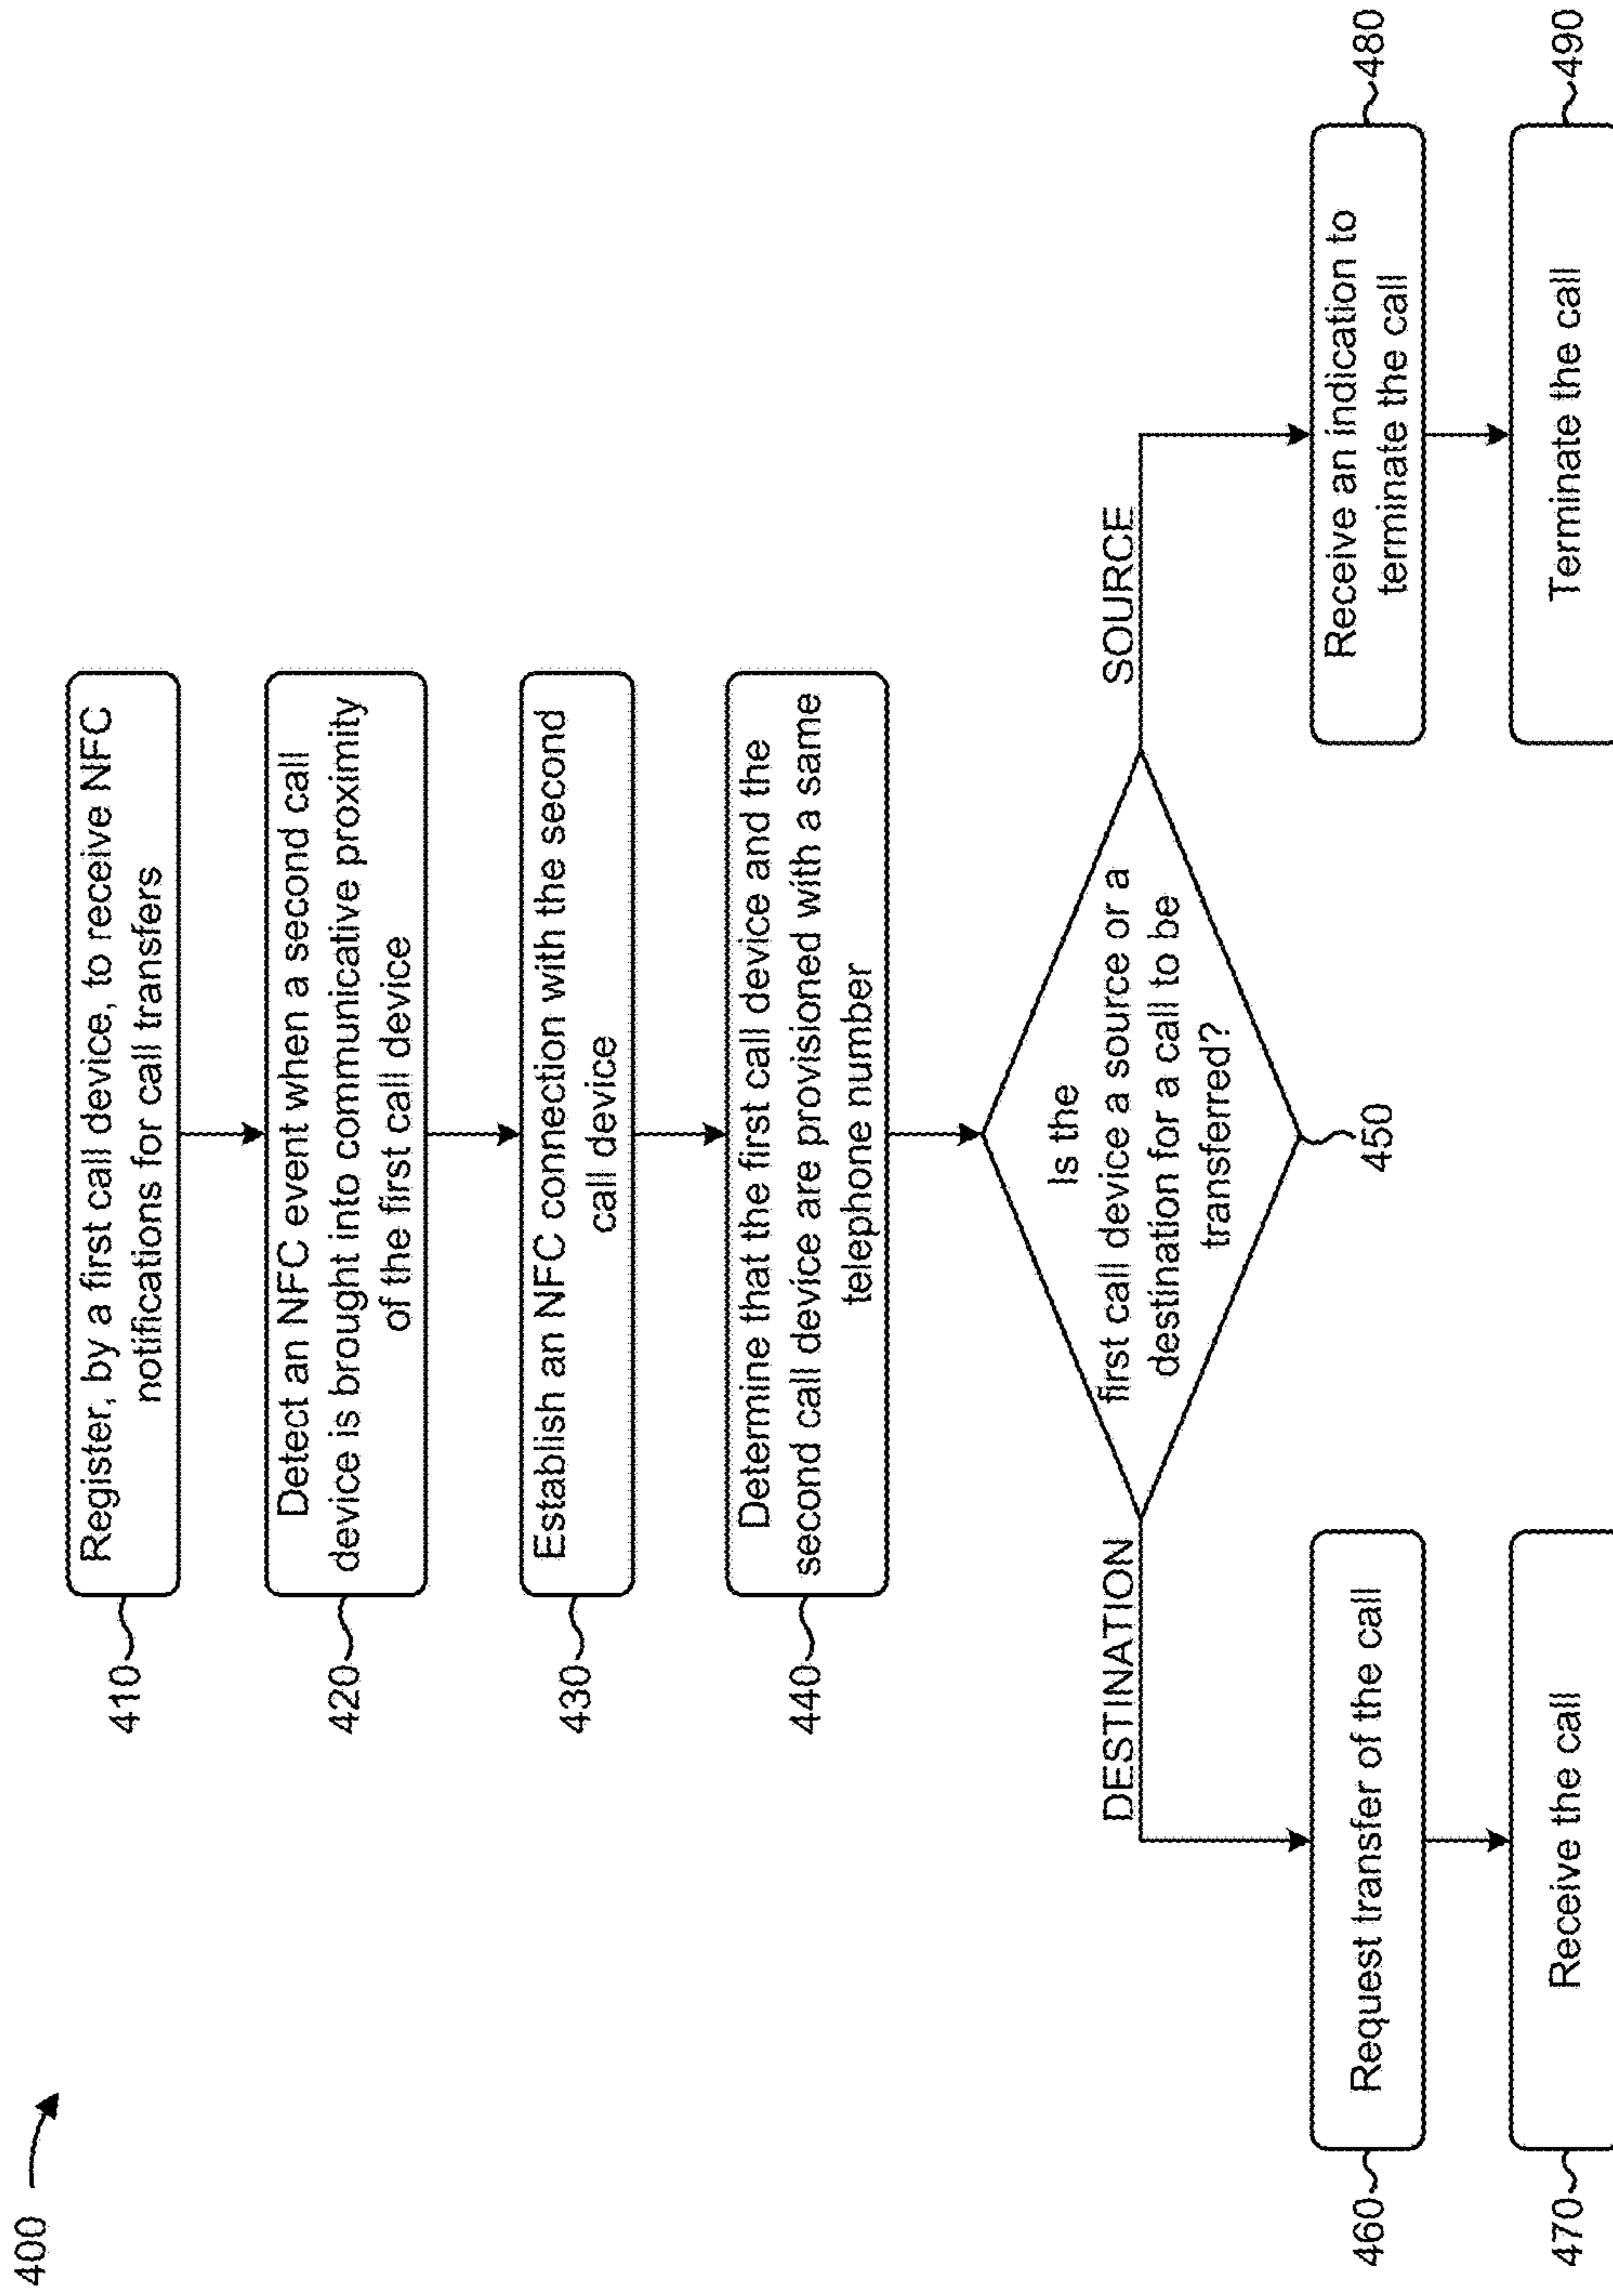 400
410
Register, by a first call device, to receive NFC
notifications for call transfers
420
Detect an NFC event when a second call
device is brought into communicative proximity
of the first call device
430
Establish an NFC connection with the second
call device
440
Determine that the first call device and the
second call device are provisioned with a same
telephone number
Is the
first call device a source or a
destination for a call to be
transferred?
450
DESTINATION
SOURCE
460
Request transfer of the call
470
Receive the call
Receive an indication to
terminate the call
480
Terminate the call
490